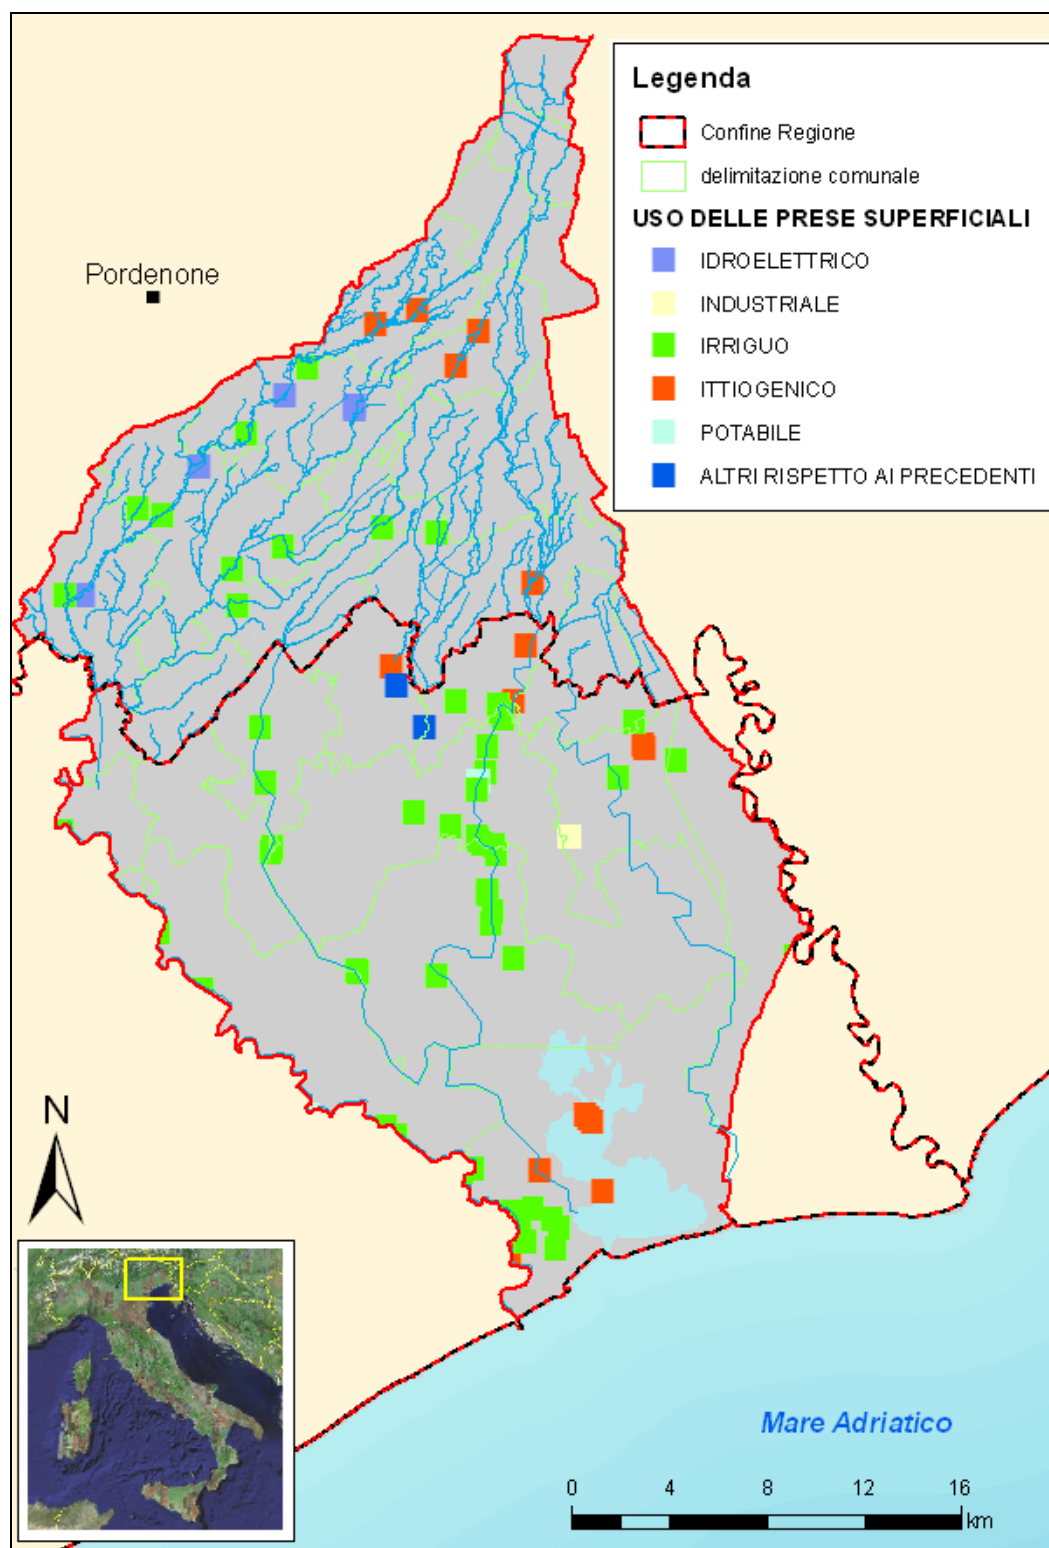 Legenda
Confine Regione
delimitazione comunale
USO DELLE PRESE SUPERFICIALI
IDROELETTRICO
INDUSTRIALE
IRRIGUO
ITTIOGENICO
POTABILE
ALTRI RISPETTO AI PRECEDENTI
Pordenone
N
Mare Adriatico
0 4 8 12 16
km